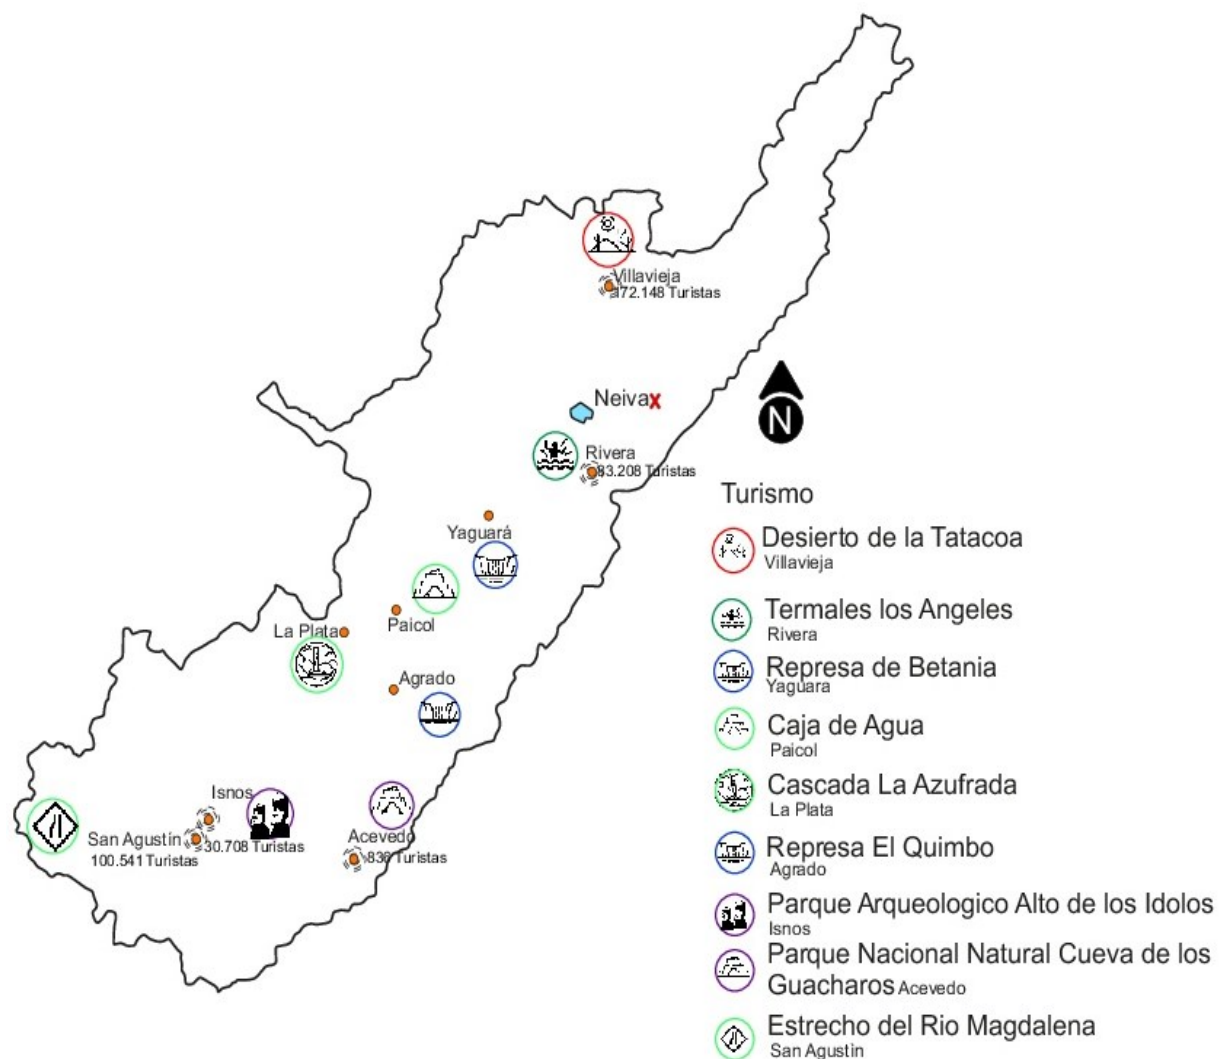 Villavieja
172.148 Turistas
Neiva x
Rivera
83.208 Turistas
Yaguará
Paicol
La Plata
Agrado
Isnos
30.708 Turistas
San Agustín
100.541 Turistas
Acevedo
836 Turistas
N
Turismo
Desierto de la Tatacoa
Villavieja
Termales los Angeles
Rivera
Represa de Betania
Yaguara
Caja de Agua
Paicol
Cascada La Azufrada
La Plata
Represa El Quimbo
Agrado
Parque Arqueologico Alto de los Idolos
Isnos
Parque Nacional Natural Cueva de los
Guacharos Acevedo
Estrecho del Rio Magdalena
San Agustìn